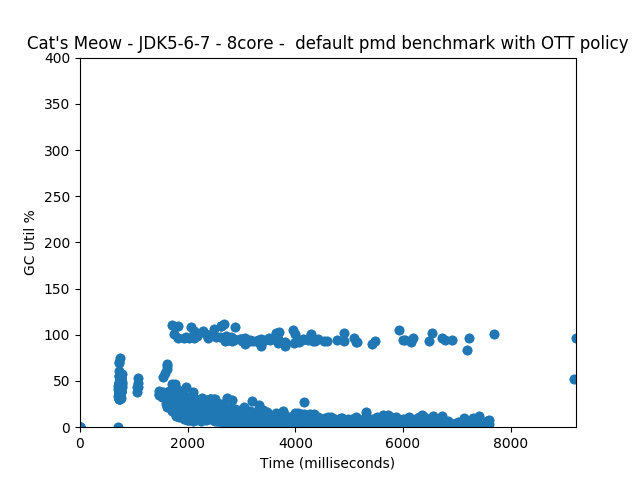 Cat's Meow - JDK5-6-7 - 8core -  default pmd benchmark with OTT policy
400
350
300
250
200
150
100
50
0
GC Util %
0 2000 4000 6000 8000
Time (milliseconds)